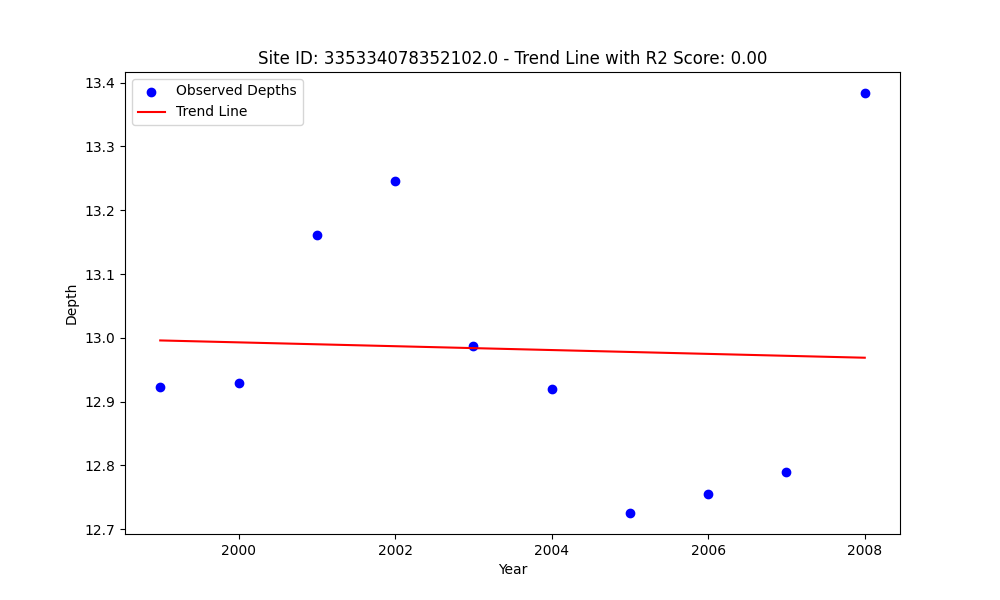 Site ID: 335334078352102.0 - Trend Line with R2 Score: 0.00
Observed Depths
Trend Line
13.4
13.3
13.2
13.1
13.0
12.9
12.8
12.7
Depth
2000
2002
2004
2006
2008
Year